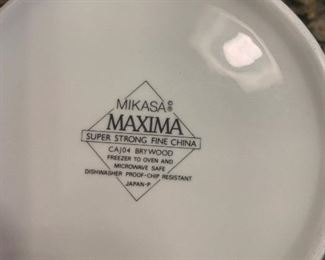 MIKASA©®
MAXIMA
SUPER STRONG FINE CHINA
CAJ04 BRYWOOD
FREEZER TO OVEN AND
MICROWAVE SAFE
DISHWASHER PROOF-CHIP RESISTANT
JAPAN-P